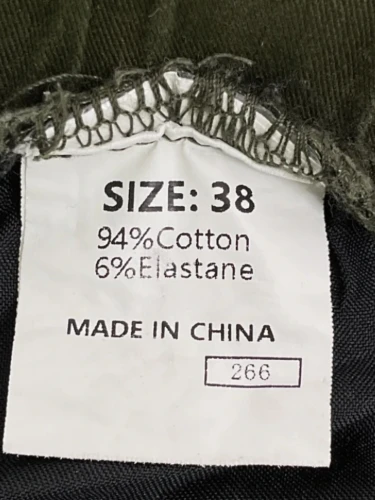 SIZE: 38
94%Cotton
6%Elastane
MADE IN CHINA
266